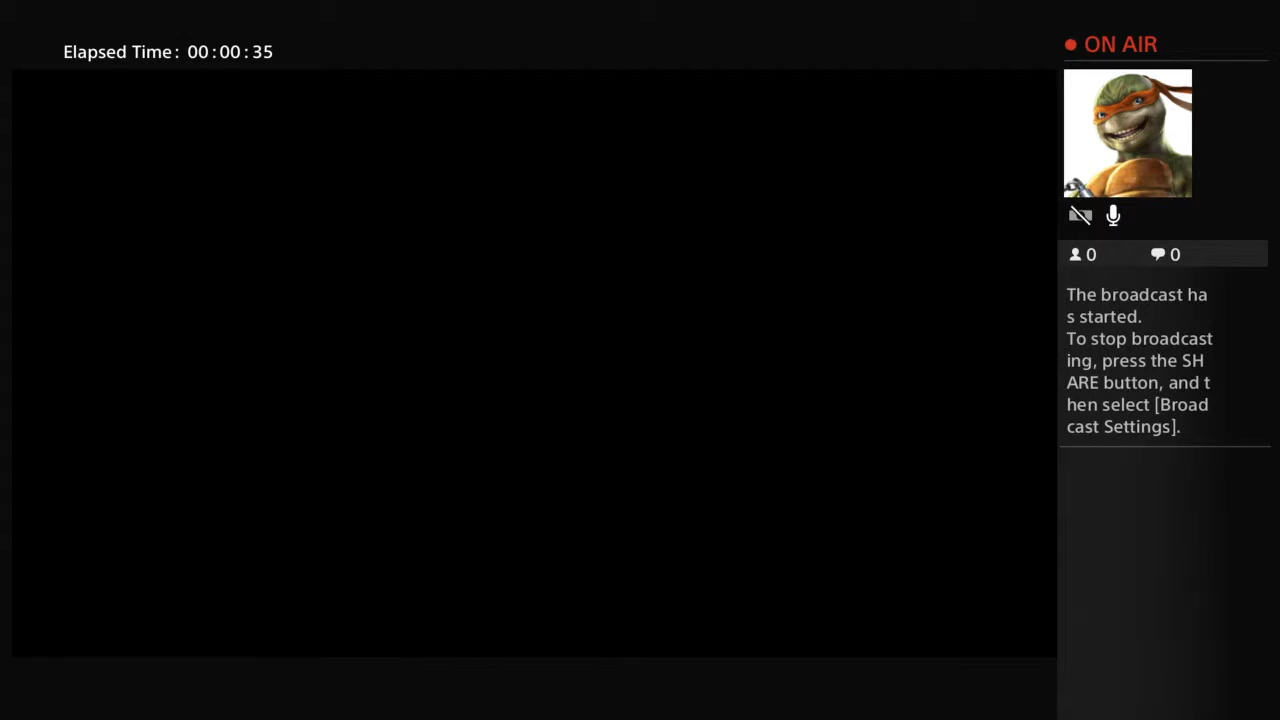 Elapsed Time: 00:00:35
ON AIR
0 0
The broadcast ha
s started.
To stop broadcast
ing, press the SH
ARE button, and t
hen select [Broad
cast Settings].